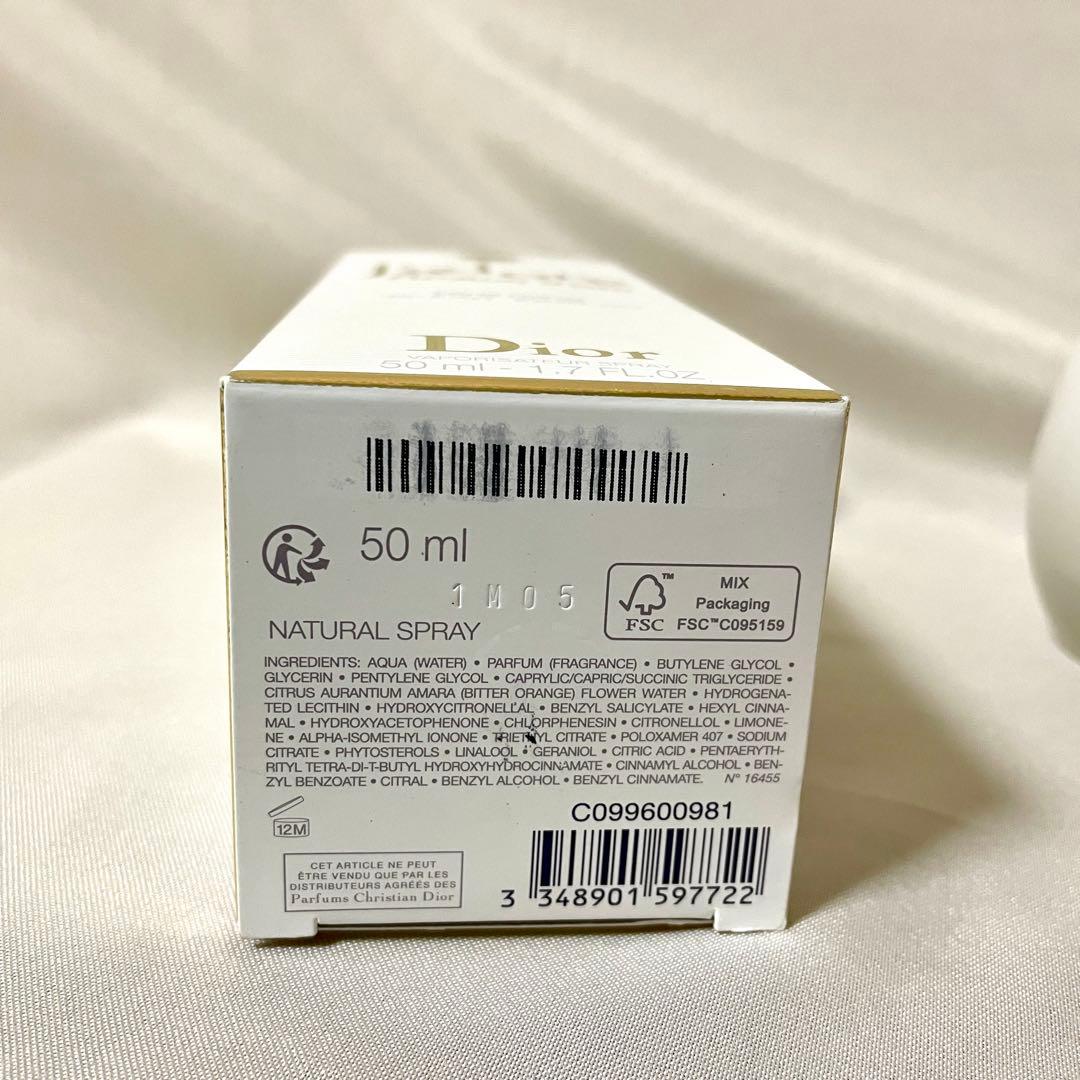 Dior
VAPORISATEUR SPRAY
50 ml - 1.7 FL.OZ
50 ml
1M05
FSC™
MIX
Packaging
FSC™C095159
NATURAL SPRAY
INGREDIENTS: AQUA (WATER) • PARFUM (FRAGRANCE) • BUTYLENE GLYCOL •
GLYCERIN • PENTYLENE GLYCOL • CAPRYLIC/CAPRIC/SUCCINIC TRIGLYCERIDE •
CITRUS AURANTIUM AMARA (BITTER ORANGE) FLOWER WATER • HYDROGENA-
TED LECITHIN • HYDROXYCITRONELLAL • BENZYL SALICYLATE • HEXYL CINNA-
MAL • HYDROXYACETOPHENONE • CHLORPHENESIN • CITRONELLOL • LIMONE-
NE • ALPHA-ISOMETHYL IONONE • TRIETHYL CITRATE • POLOXAMER 407 • SODIUM
CITRATE • PHYTOSTEROLS • LINALOOL • GERANIOL • CITRIC ACID • PENTAERYTH-
RITYL TETRA-DI-T-BUTYL HYDROXYHYDROCINNAMATE • CINNAMYL ALCOHOL • BEN-
ZYL BENZOATE • CITRAL • BENZYL ALCOHOL • BENZYL CINNAMATE. N° 16455
12M
C099600981
CET ARTICLE NE PEUT
ÊTRE VENDU QUE PAR LES
DISTRIBUTEURS AGRÉÉS DES
Parfums Christian Dior
3 348901 597722